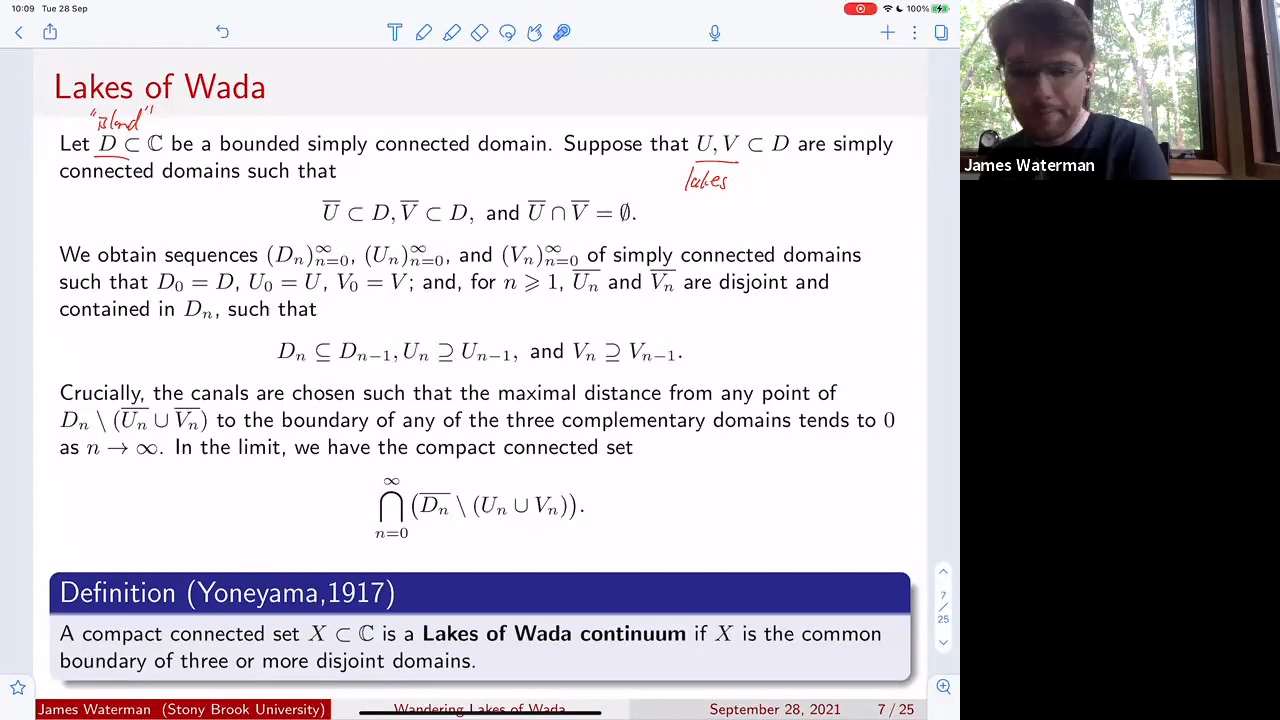 10:09 Tue 28 Sep
100%
Lakes of Wada
"island"
Let D ⊂ ℂ be a bounded simply connected domain. Suppose that U, V ⊂ D are simply
lakes
connected domains such that
U̅ ⊂ D, V̅ ⊂ D, and U̅ ∩ V̅ = ∅.
We obtain sequences (Dₙ)ₙ₌₀^∞, (Uₙ)ₙ₌₀^∞, and (Vₙ)ₙ₌₀^∞ of simply connected domains
such that D₀ = D, U₀ = U, V₀ = V; and, for n ⩾ 1, U̅ₙ and V̅ₙ are disjoint and
contained in Dₙ, such that
Dₙ ⊆ Dₙ₋₁, Uₙ ⊇ Uₙ₋₁, and Vₙ ⊇ Vₙ₋₁.
Crucially, the canals are chosen such that the maximal distance from any point of
Dₙ \ (U̅ₙ ∪ V̅ₙ) to the boundary of any of the three complementary domains tends to 0
as n → ∞. In the limit, we have the compact connected set
⋂ₙ₌₀^∞ (D̅ₙ \ (Uₙ ∪ Vₙ)).
Definition (Yoneyama,1917)
A compact connected set X ⊂ ℂ is a Lakes of Wada continuum if X is the common
boundary of three or more disjoint domains.
7
/
25
James Waterman (Stony Brook University) Wandering Lakes of Wada September 28, 2021 7 / 25
James Waterman